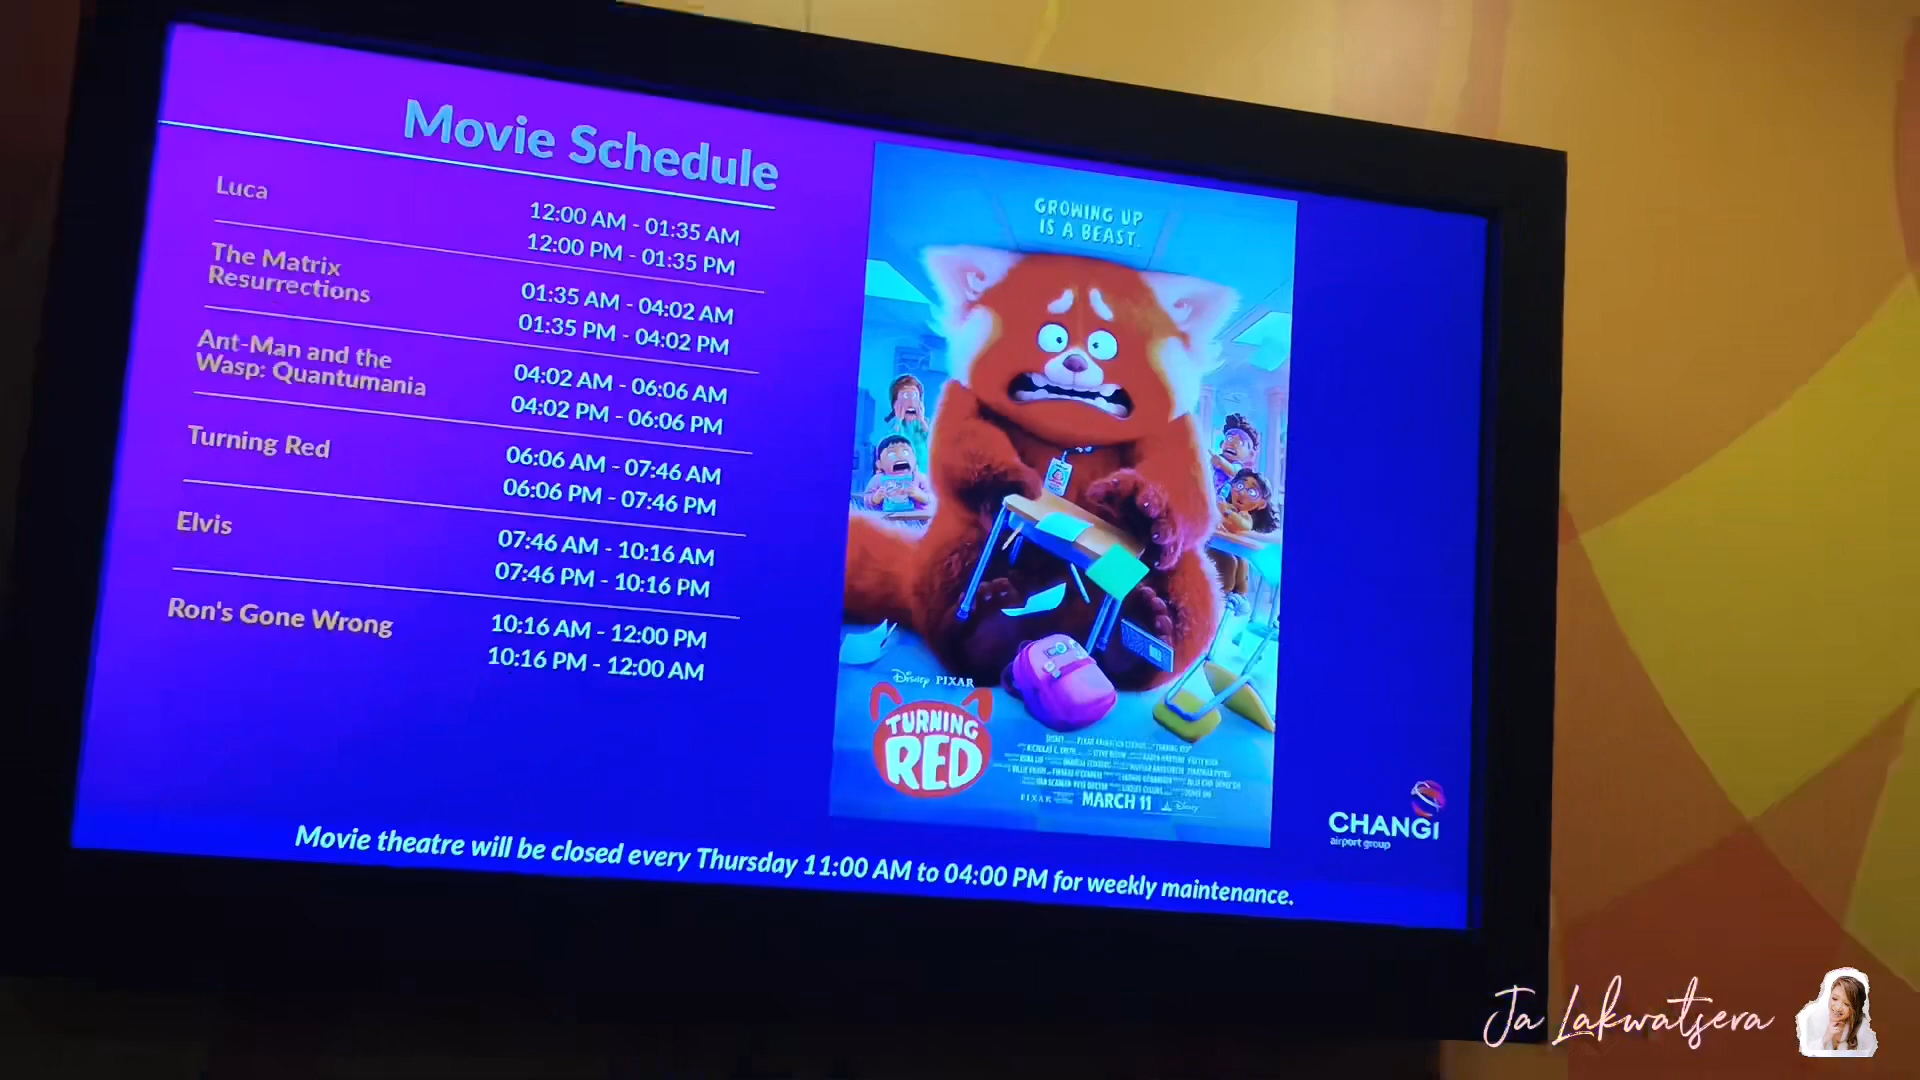 Movie Schedule
Luca
12:00 AM - 01:35 AM
12:00 PM - 01:35 PM
The Matrix
Resurrections
01:35 AM - 04:02 AM
01:35 PM - 04:02 PM
Ant-Man and the
Wasp: Quantumania
04:02 AM - 06:06 AM
04:02 PM - 06:06 PM
Turning Red
06:06 AM - 07:46 AM
06:06 PM - 07:46 PM
Elvis
07:46 AM - 10:16 AM
07:46 PM - 10:16 PM
Ron's Gone Wrong
10:16 AM - 12:00 PM
10:16 PM - 12:00 AM
GROWING UP
IS A BEAST.
Disney PIXAR
TURNING
RED
PIXAR MARCH 11 Disney
CHANGI
airport group
Movie theatre will be closed every Thursday 11:00 AM to 04:00 PM for weekly maintenance.
Ja Lakwatsera